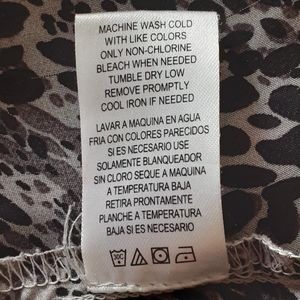 MACHINE WASH COLD
WITH LIKE COLORS
ONLY NON-CHLORINE
BLEACH WHEN NEEDED
TUMBLE DRY LOW
REMOVE PROMPTLY
COOL IRON IF NEEDED
LAVAR A MAQUINA EN AGUA
FRIA CON COLORES PARECIDOS
SI ES NECESARIO USE
SOLAMENTE BLANQUEADOR
SIN CLORO SEQUE A MAQUINA
A TEMPERATURA BAJA
RETIRA PRONTAMENTE
PLANCHE A TEMPERATURA
BAJA SI ES NECESARIO
30C